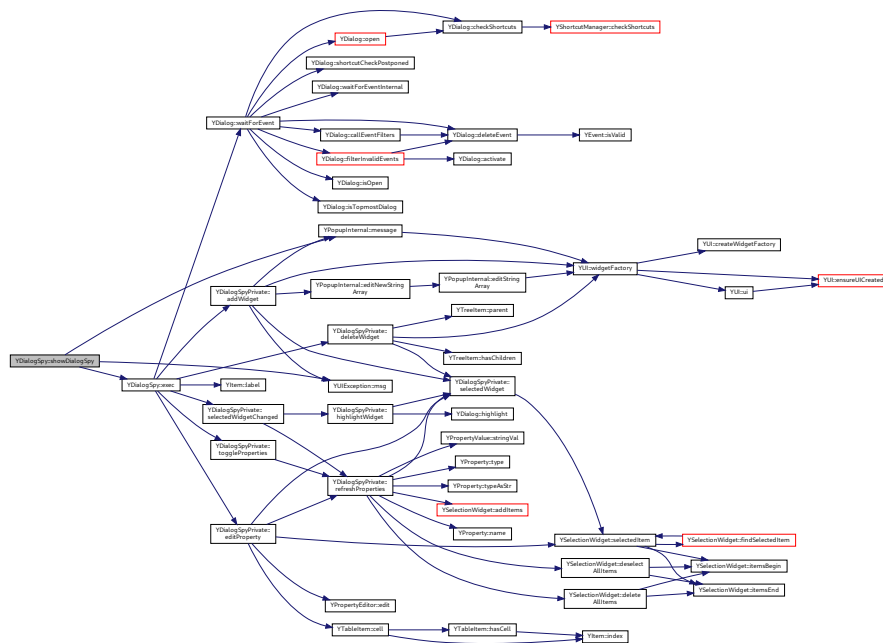 YDialog::checkShortcuts
YShortcutManager::checkShortcuts
YDialog::open
YDialog::shortcutCheckPostponed
YDialog::waitForEventInternal
YDialog::waitForEvent
YDialog::callEventFilters
YDialog::deleteEvent
YEvent::isValid
YDialog::filterInvalidEvents
YDialog::activate
YDialog::isOpen
YDialog::isTopmostDialog
YPopupInternal::message
YUI::createWidgetFactory
YUI::widgetFactory
YUI::ensureUICreated
YUI::ui
YDialogSpyPrivate::
addWidget
YPopupInternal::editNewString
Array
YPopupInternal::editString
Array
YTreeItem::parent
YDialogSpyPrivate::
deleteWidget
YTreeItem::hasChildren
YDialogSpy::showDialogSpy
YDialogSpy::exec
YItem::label
YUIException::msg
YDialogSpyPrivate::
selectedWidget
YDialogSpyPrivate::
selectedWidgetChanged
YDialogSpyPrivate::
highlightWidget
YDialog::highlight
YPropertyValue::stringVal
YDialogSpyPrivate::
toggleProperties
YProperty::type
YDialogSpyPrivate::
refreshProperties
YProperty::typeAsStr
YSelectionWidget::addItems
YProperty::name
YDialogSpyPrivate::
editProperty
YSelectionWidget::selectedItem
YSelectionWidget::findSelectedItem
YSelectionWidget::deselect
AllItems
YSelectionWidget::itemsBegin
YSelectionWidget::itemsEnd
YSelectionWidget::delete
AllItems
YPropertyEditor::edit
YTableItem::cell
YTableItem::hasCell
YItem::index